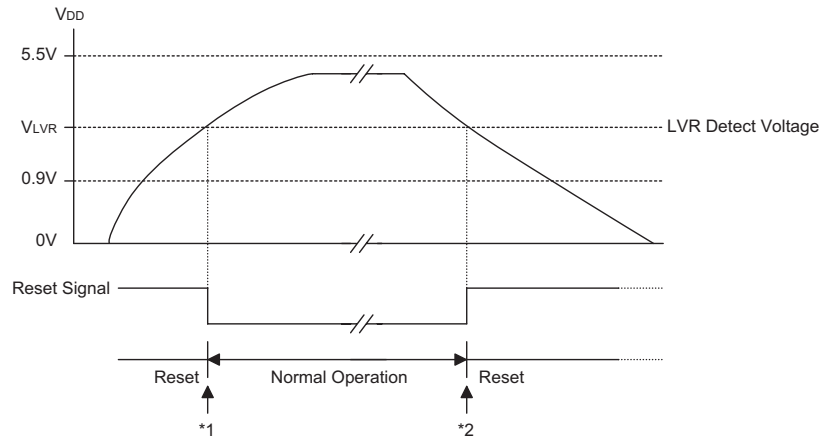 VDD
5.5V
VLVR
LVR Detect Voltage
0.9V
0V
Reset Signal
Reset
Normal Operation
Reset
*1
*2